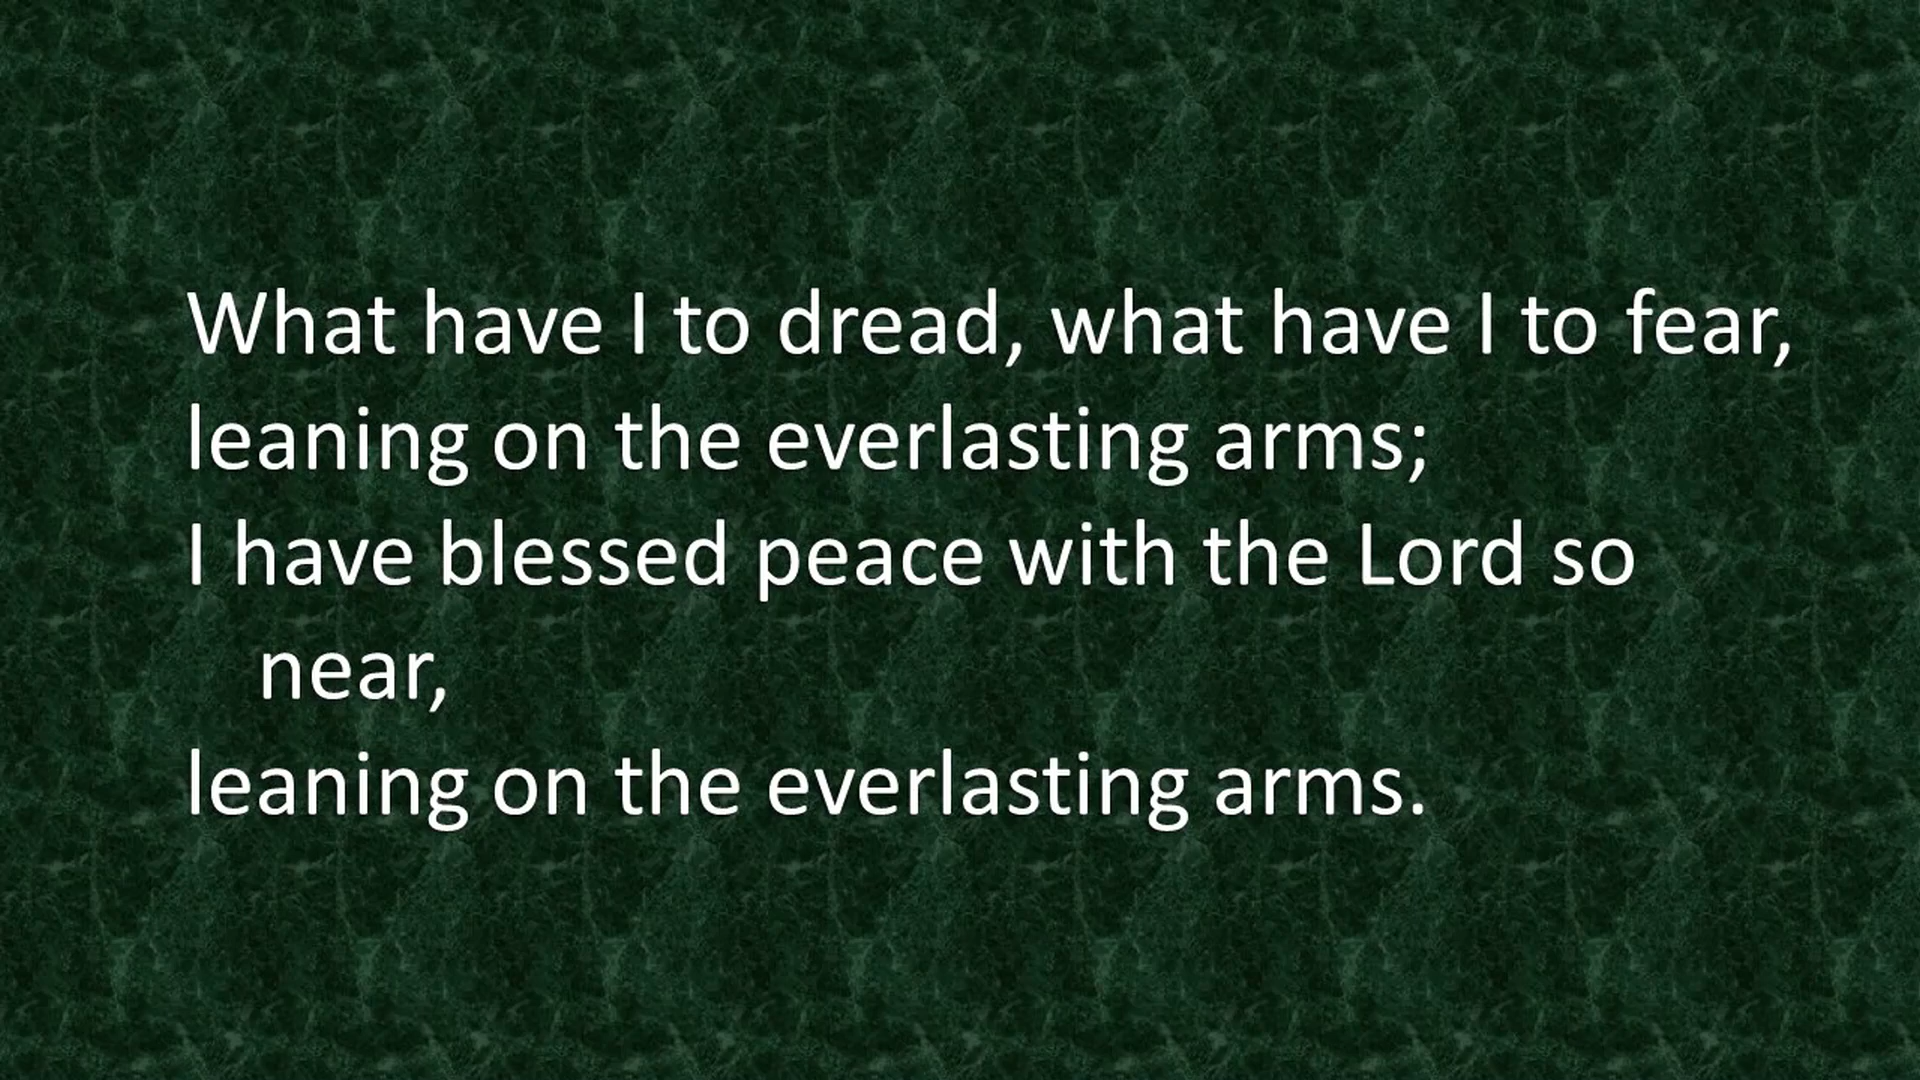 What have I to dread, what have I to fear,
leaning on the everlasting arms;
I have blessed peace with the Lord so
near,
leaning on the everlasting arms.